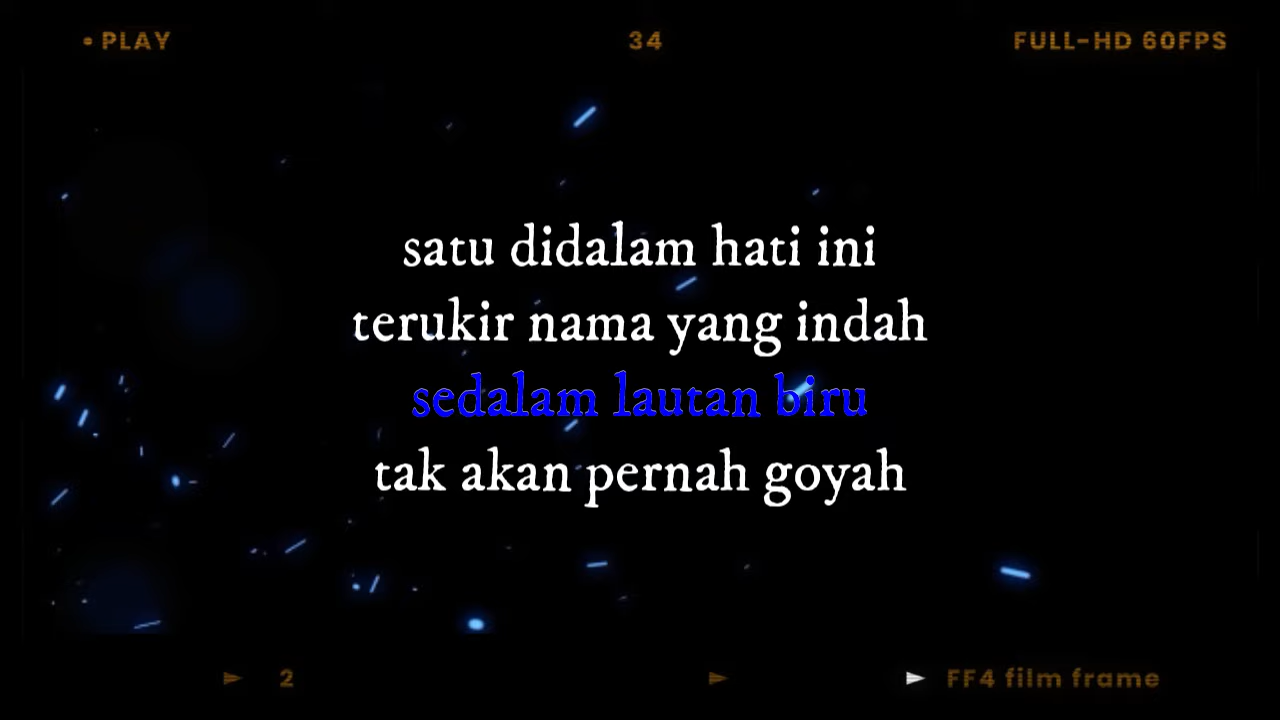 • PLAY
34
FULL-HD 60FPS
satu didalam hati ini
terukir nama yang indah
sedalam lautan biru
tak akan pernah goyah
2
FF4 film frame